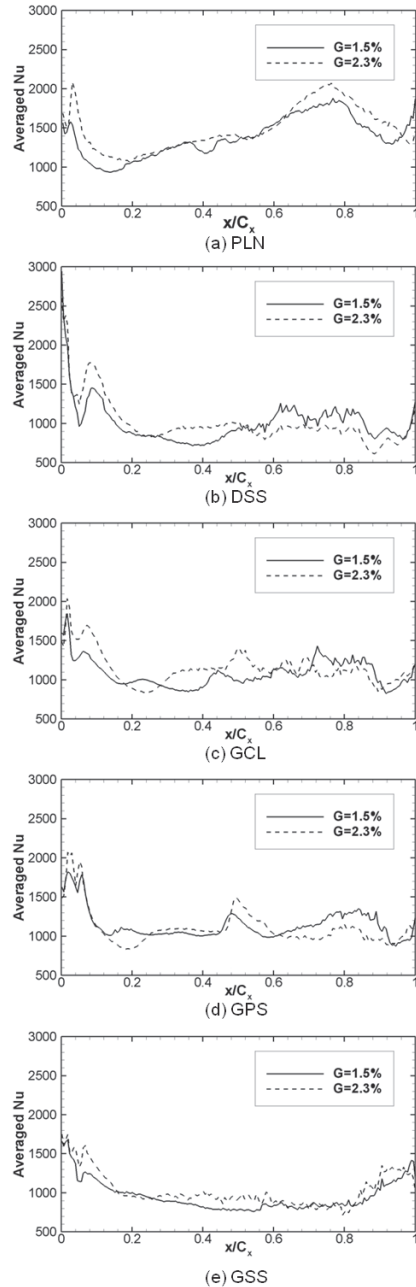 3000
G=1.5%
G=2.3%
2500
2000
1500
1000
500
Averaged Nu
0 0.2 0.4 0.6 0.8 1
x/Cx
(a) PLN
3000
G=1.5%
G=2.3%
2500
2000
1500
1000
500
Averaged Nu
0 0.2 0.4 0.6 0.8 1
x/Cx
(b) DSS
3000
G=1.5%
G=2.3%
2500
2000
1500
1000
500
Averaged Nu
0 0.2 0.4 0.6 0.8 1
x/Cx
(c) GCL
3000
G=1.5%
G=2.3%
2500
2000
1500
1000
500
Averaged Nu
0 0.2 0.4 0.6 0.8 1
x/Cx
(d) GPS
3000
G=1.5%
G=2.3%
2500
2000
1500
1000
500
Averaged Nu
0 0.2 0.4 0.6 0.8 1
x/Cx
(e) GSS